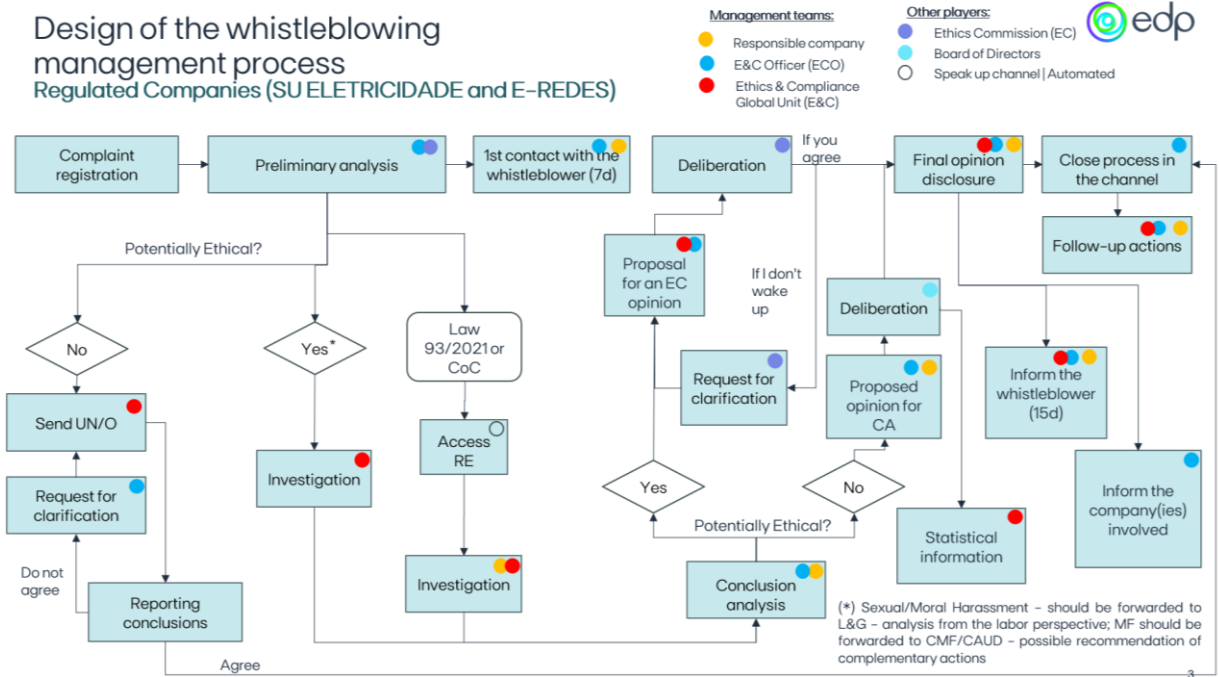 Design of the whistleblowing
management process
Regulated Companies (SU ELETRICIDADE and E-REDES)
Management teams:
Responsible company
E&C Officer (ECO)
Ethics & Compliance
Global Unit (E&C)
Other players:
Ethics Commission (EC)
Board of Directors
Speak up channel | Automated
edp
Complaint
registration
Preliminary analysis
1st contact with the
whistleblower (7d)
Deliberation
If you
agree
Final opinion
disclosure
Close process in
the channel
Follow-up actions
Potentially Ethical?
Proposal
for an EC
opinion
If I don't
wake
up
Deliberation
No
Yes*
Law
93/2021 or
CoC
Request for
clarification
Proposed
opinion for
CA
Inform the
whistleblower
(15d)
Send UN/O
Access
RE
Investigation
Request for
clarification
Yes
No
Inform the
company(ies)
involved
Potentially Ethical?
Statistical
information
Do not
agree
Reporting
conclusions
Investigation
Conclusion
analysis
(*) Sexual/Moral Harassment - should be forwarded to
L&G - analysis from the labor perspective; MF should be
forwarded to CMF/CAUD - possible recommendation of
complementary actions
Agree
3